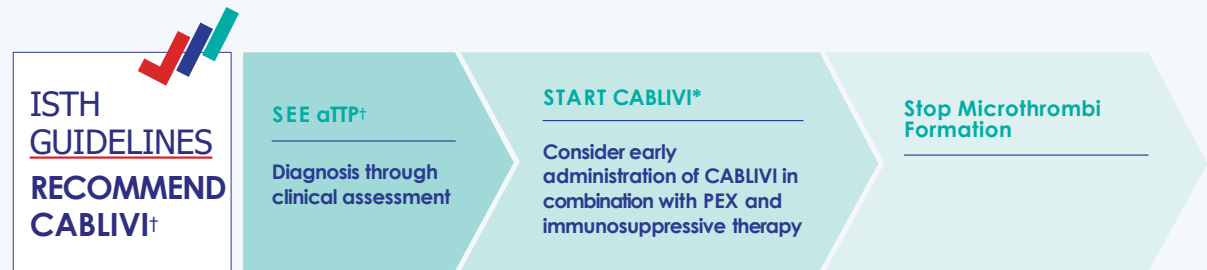 ISTH
GUIDELINES
RECOMMEND
CABLIVI†
SEE aTTP†
Diagnosis through
clinical assessment
START CABLIVI*
Consider early
administration of CABLIVI in
combination with PEX and
immunosuppressive therapy
Stop Microthrombi
Formation